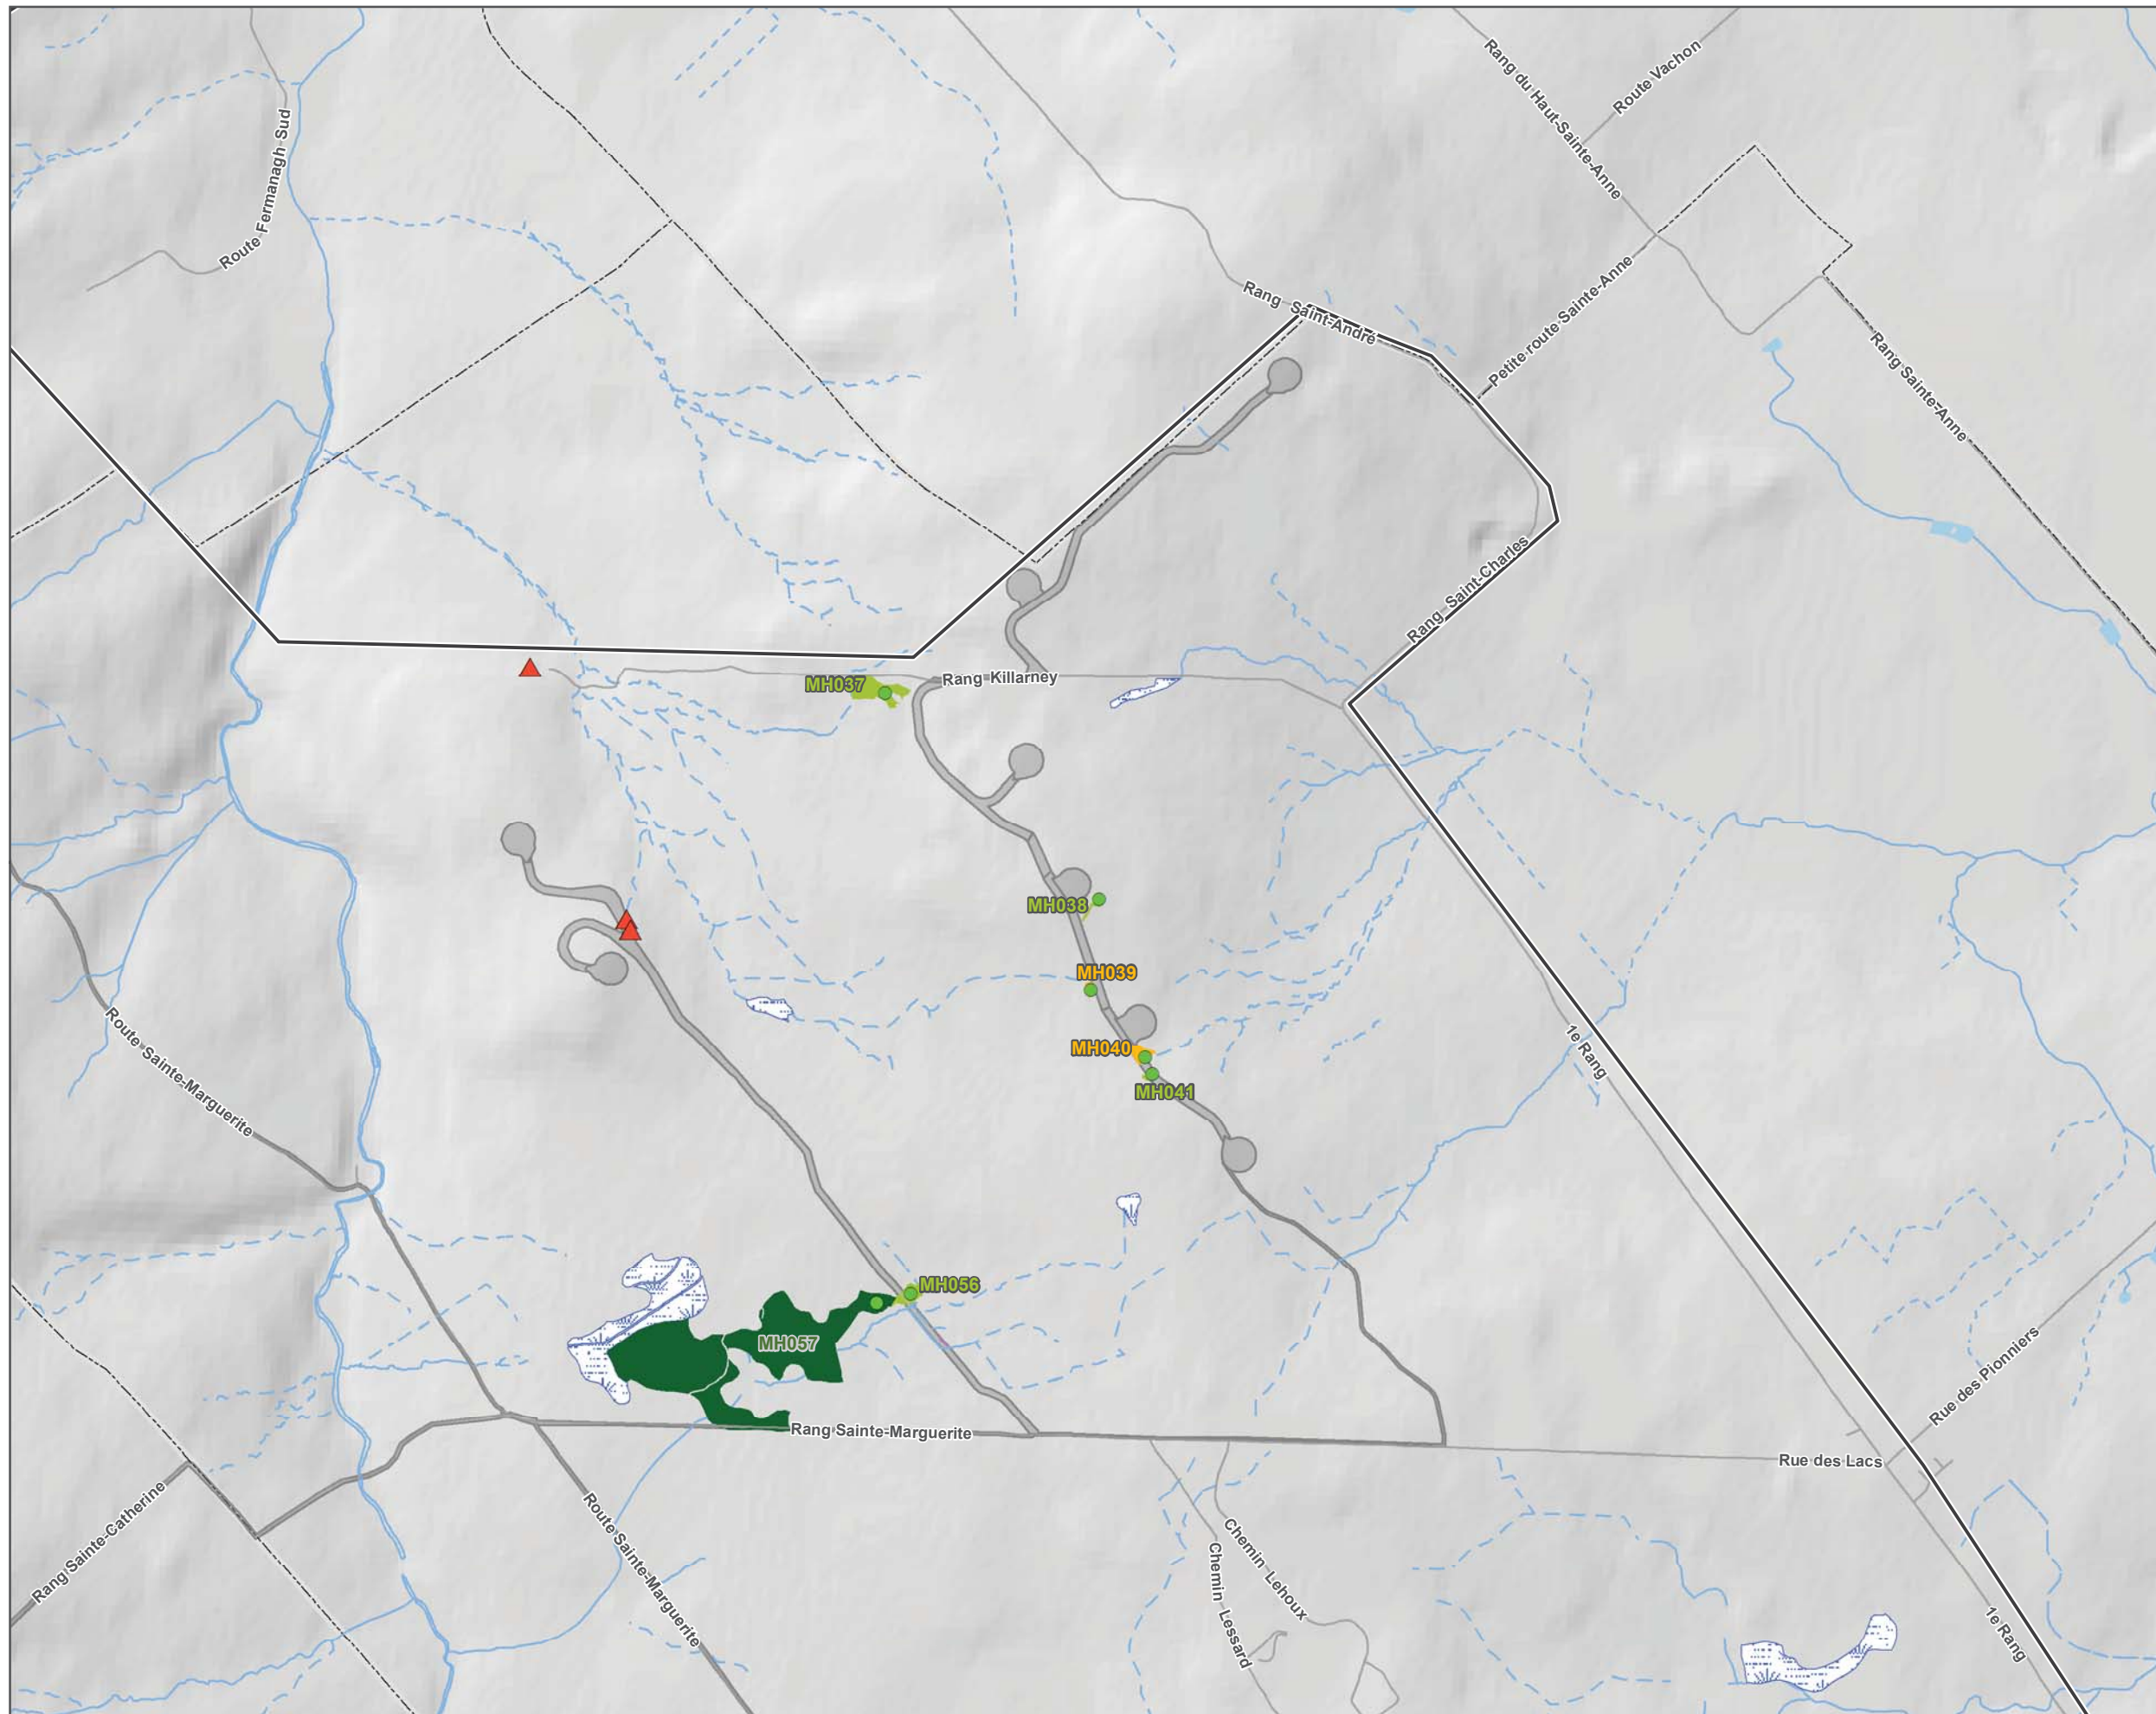 Rang du Haut-Sainte-Anne
Route Vachon
Route Fermanagh Sud
Petite route Sainte-Anne
Rang Saint-André
Rang Sainte-Anne
Rang Saint-Charles
MH037
Rang Killarney
MH038
MH039
Route Sainte-Marguerite
1e Rang
MH040
MH041
MH056
MH057
Rang Sainte-Marguerite
Rue des Pionniers
Rue des Lacs
Rang Sainte-Catherine
Route Sainte-Marguerite
Chemin Lehoux
Chemin Lessard
1e Rang